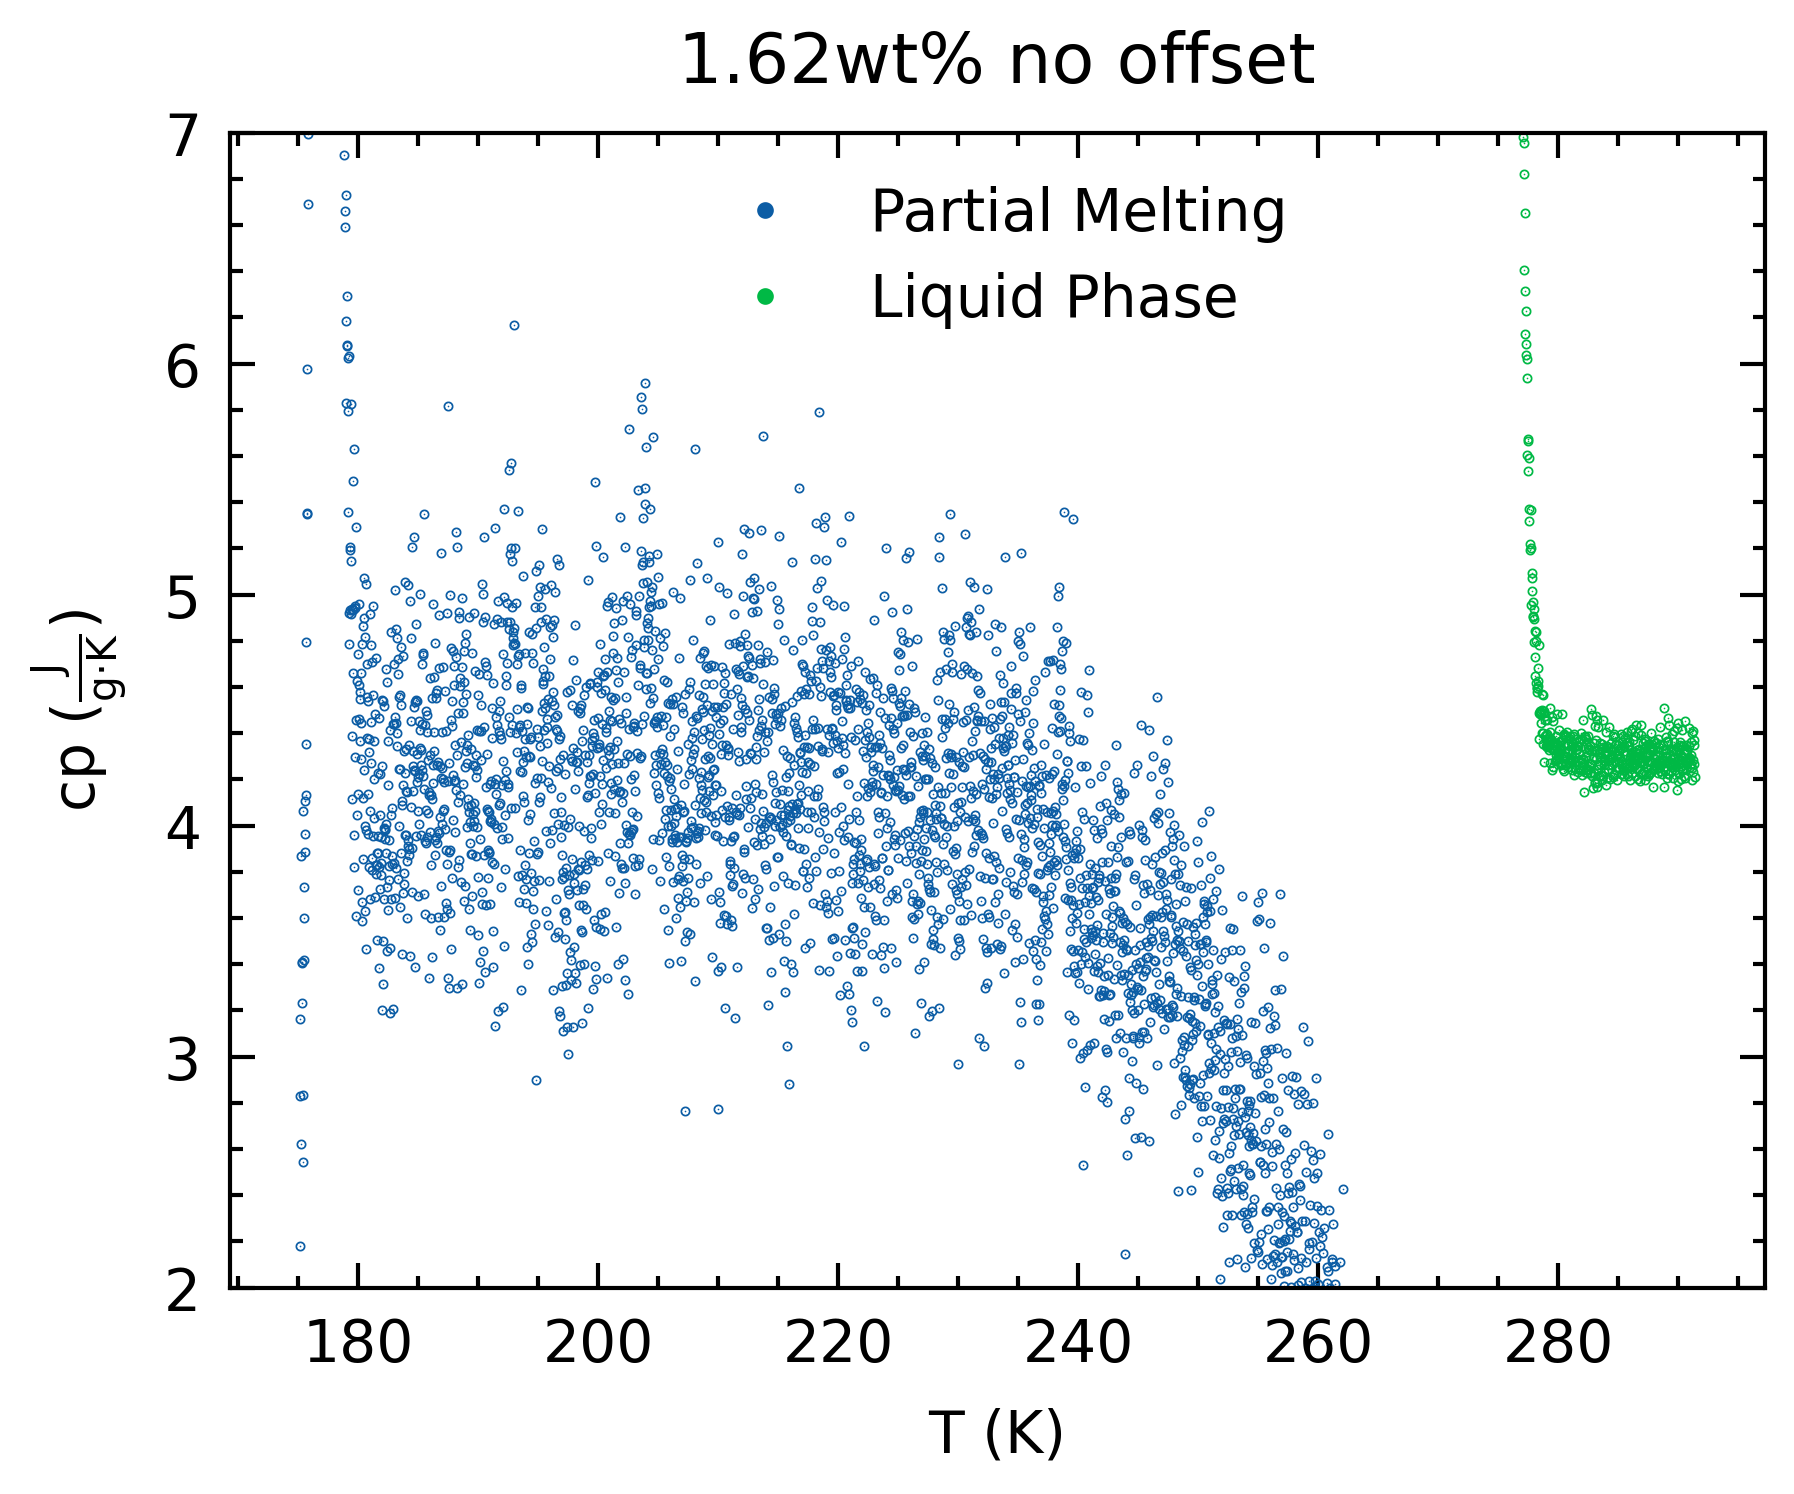 1.62wt% no offset
7
6
5
4
3
2
cp (J/g·K)
Partial Melting
Liquid Phase
180 200 220 240 260 280
T (K)